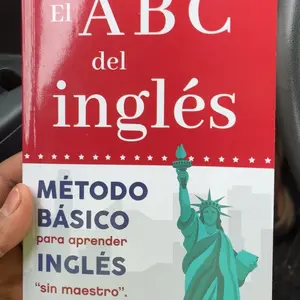 El ABC
del
inglés
MÉTODO
BÁSICO
para aprender
INGLÉS
"sin maestro".